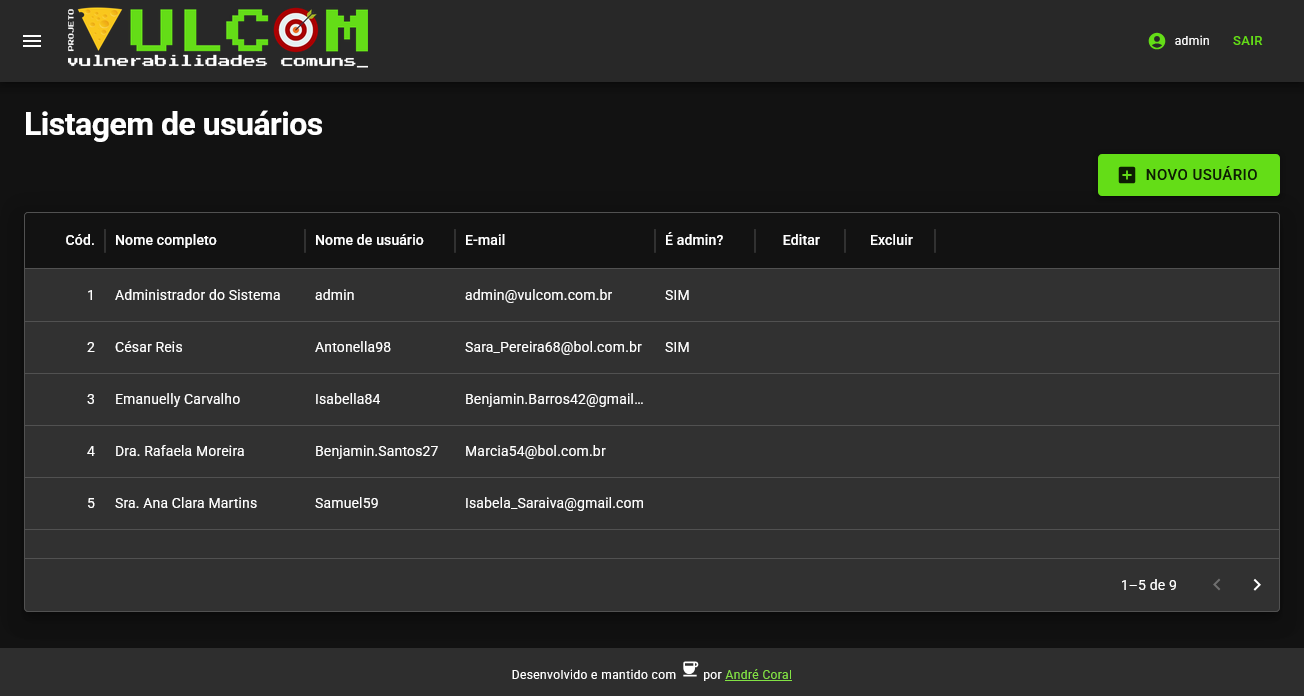 PROJETO VULCOM
vulnerabilidades comuns_
admin SAIR
Listagem de usuários
NOVO USUÁRIO
Cód. Nome completo Nome de usuário E-mail É admin? Editar Excluir
1 Administrador do Sistema admin admin@vulcom.com.br SIM
2 César Reis Antonella98 Sara_Pereira68@bol.com.br SIM
3 Emanuelly Carvalho Isabella84 Benjamin.Barros42@gmail...
4 Dra. Rafaela Moreira Benjamin.Santos27 Marcia54@bol.com.br
5 Sra. Ana Clara Martins Samuel59 Isabela_Saraiva@gmail.com
1–5 de 9
Desenvolvido e mantido com por André Coral